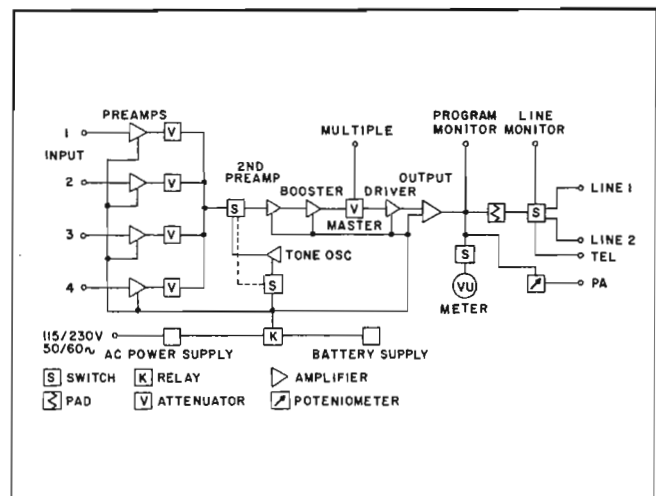 PREAMPS
1
INPUT
2
3
4
V
V
V
V
2ND
PREAMP
S
BOOSTER
MULTIPLE
V
MASTER
DRIVER
OUTPUT
PROGRAM
MONITOR
LINE
MONITOR
S
LINE 1
LINE 2
TEL
PA
TONE OSC
S
S
VU
METER
115/230V
50/60~
AC POWER SUPPLY
K
BATTERY SUPPLY
S SWITCH
K RELAY
AMPLIFIER
PAD
V ATTENUATOR
POTENIOMETER